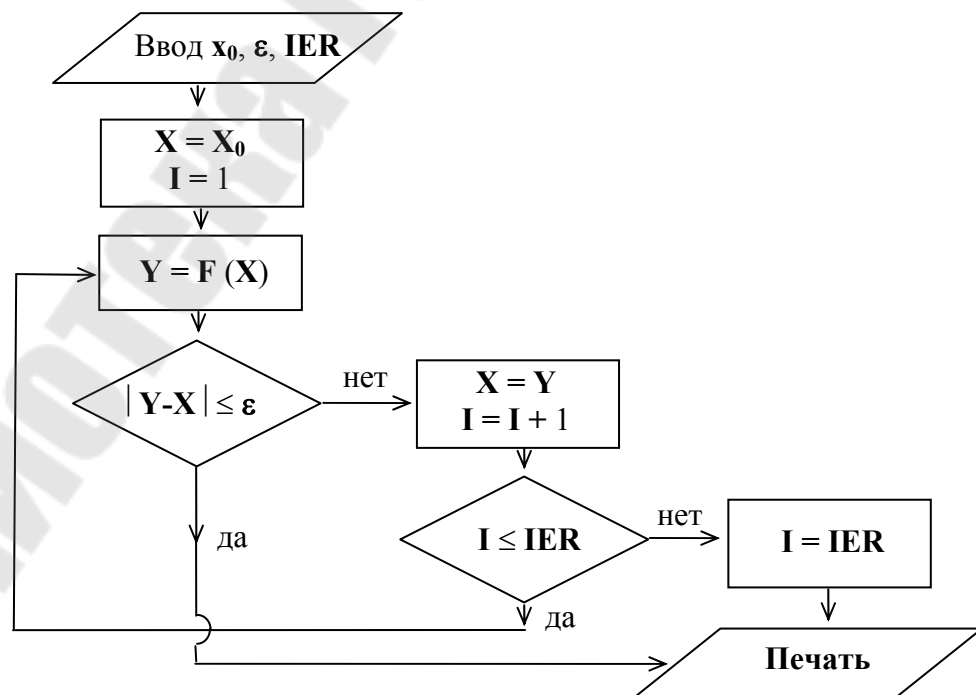 Ввод x₀, ε, IER
X = X₀
I = 1
Y = F (X)
| Y-X | ≤ ε
нет
X = Y
I = I + 1
да
I ≤ IER
нет
I = IER
да
Печать